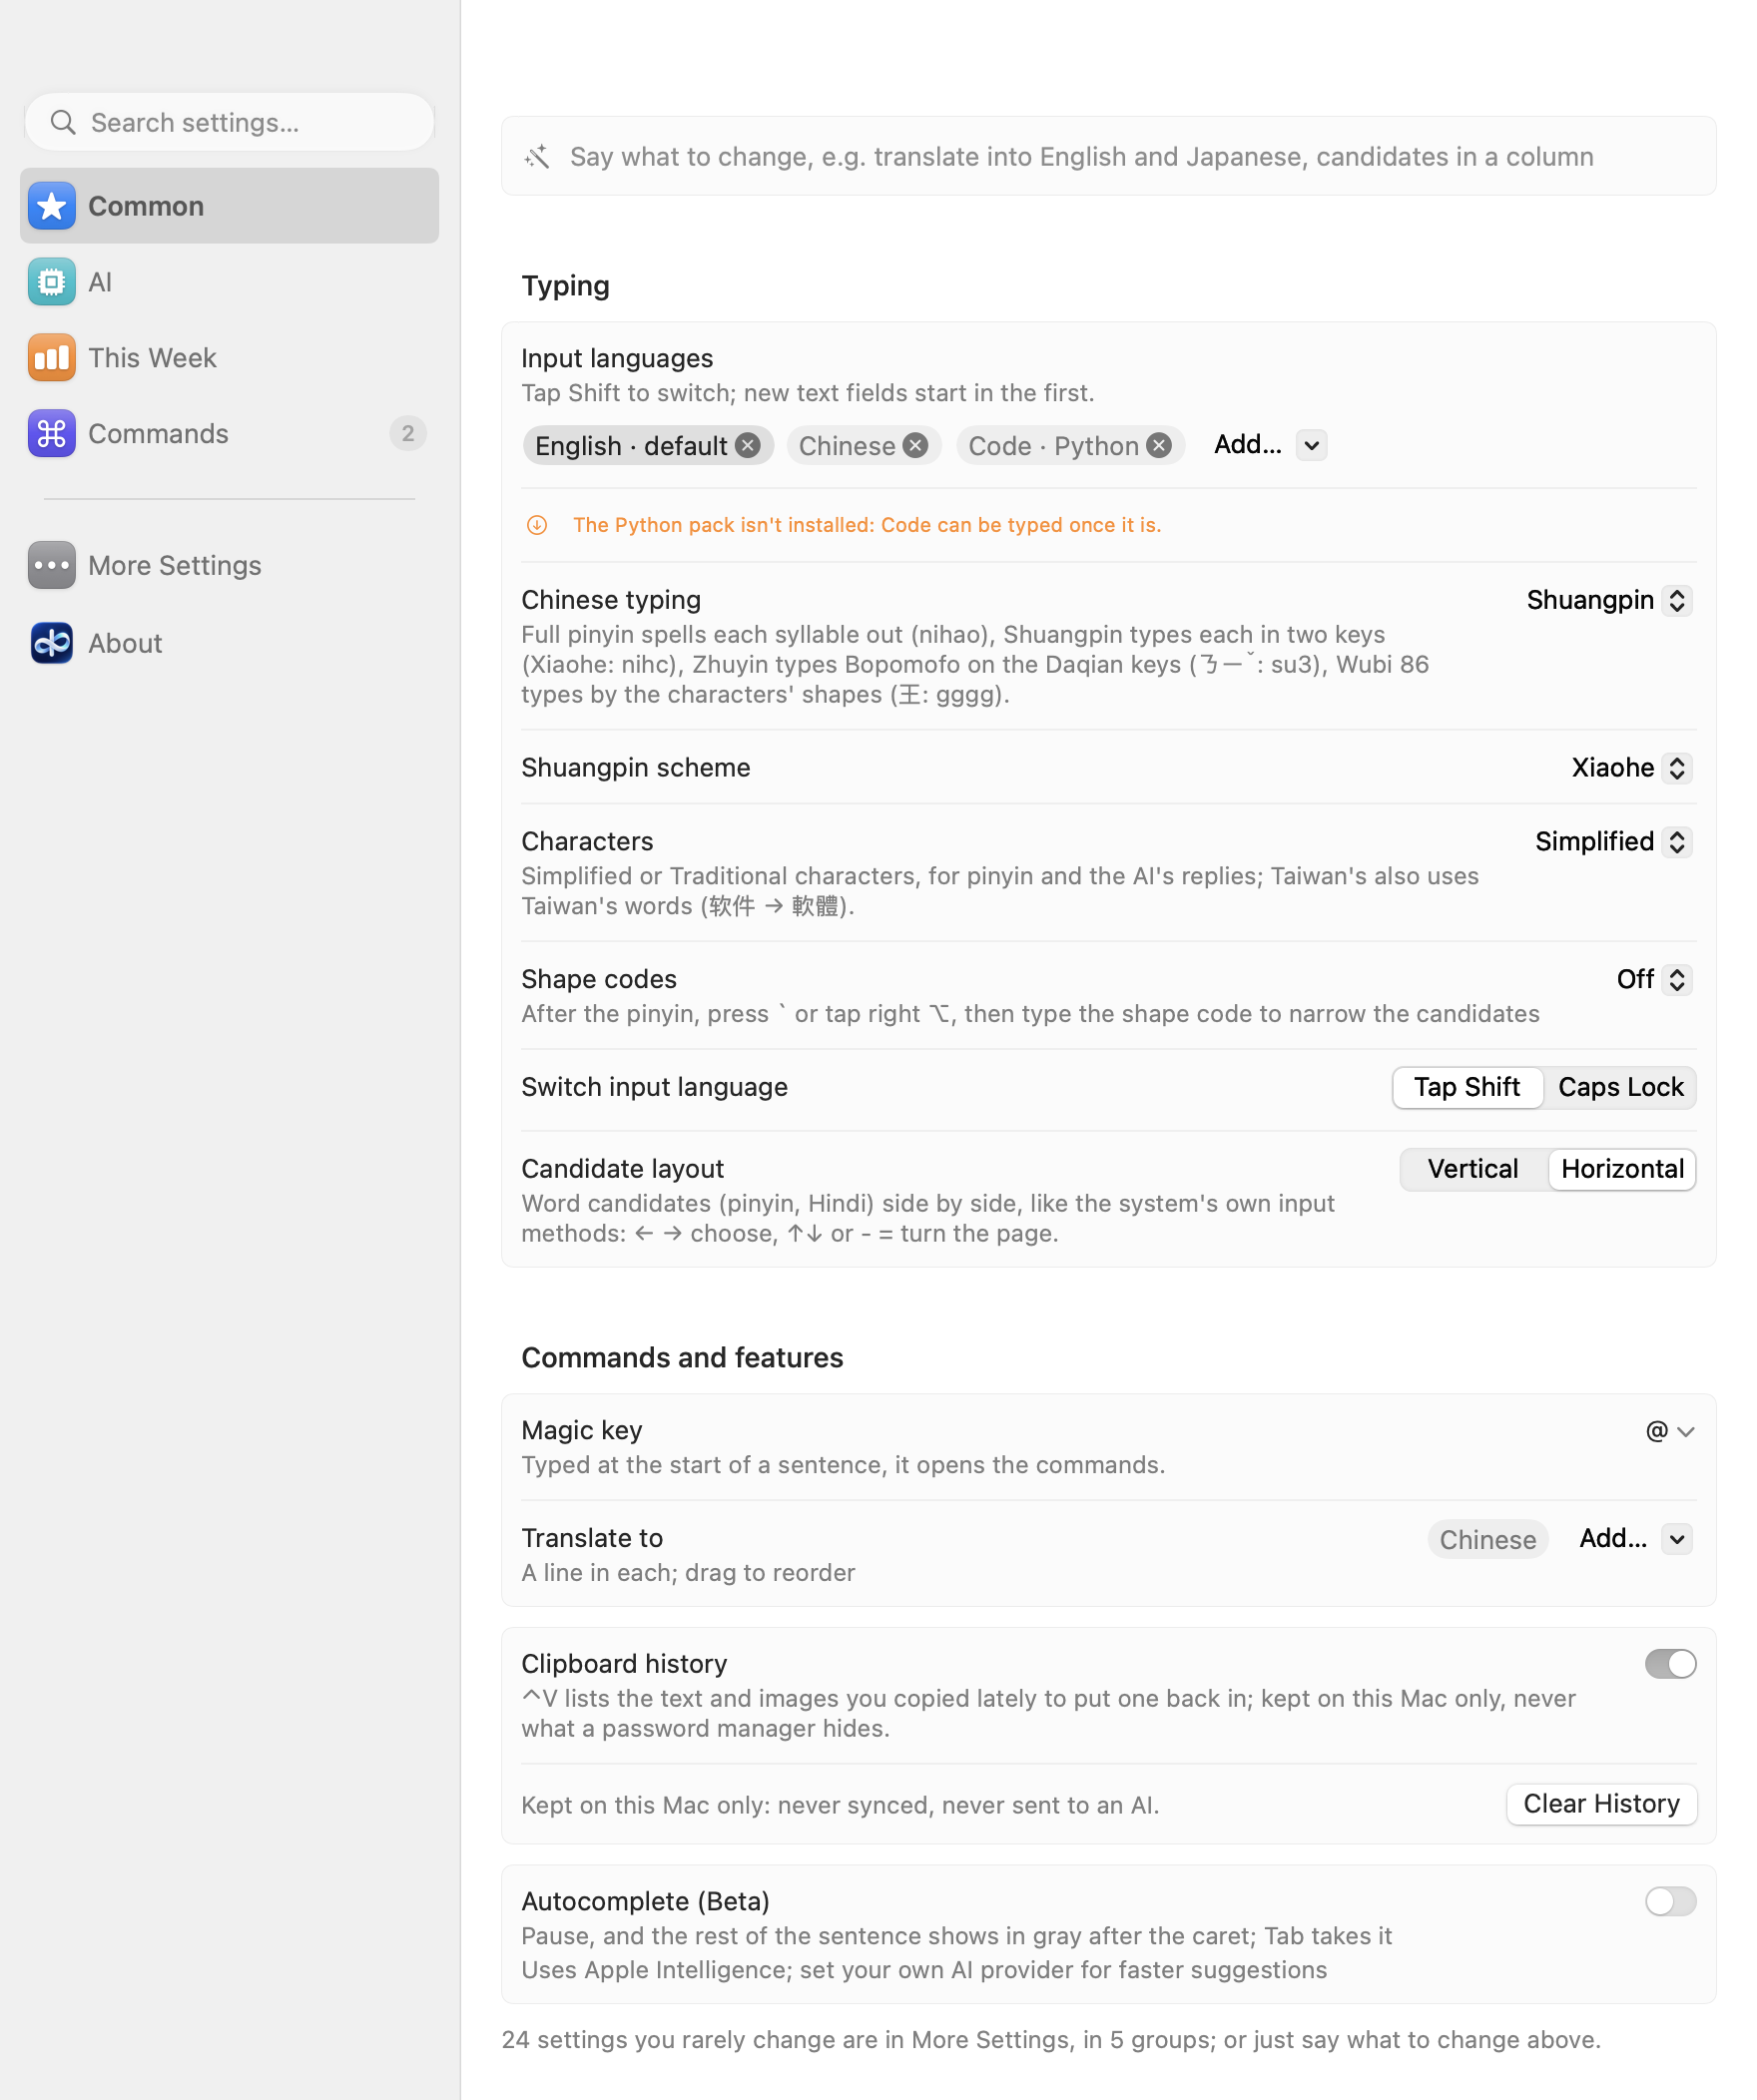 Search settings...
Common
AI
This Week
Commands
2
More Settings
About
Say what to change, e.g. translate into English and Japanese, candidates in a column
Typing
Input languages
Tap Shift to switch; new text fields start in the first.
English · default Chinese Code · Python Add...
The Python pack isn't installed: Code can be typed once it is.
Chinese typing Shuangpin
Full pinyin spells each syllable out (nihao), Shuangpin types each in two keys
(Xiaohe: nihc), Zhuyin types Bopomofo on the Daqian keys (ㄋㄧˇ: su3), Wubi 86
types by the characters' shapes (王: gggg).
Shuangpin scheme Xiaohe
Characters Simplified
Simplified or Traditional characters, for pinyin and the AI's replies; Taiwan's also uses
Taiwan's words (软件 → 軟體).
Shape codes Off
After the pinyin, press ` or tap right ⌥, then type the shape code to narrow the candidates
Switch input language Tap Shift Caps Lock
Candidate layout Vertical Horizontal
Word candidates (pinyin, Hindi) side by side, like the system's own input
methods: ← → choose, ↑↓ or - = turn the page.
Commands and features
Magic key @
Typed at the start of a sentence, it opens the commands.
Translate to Chinese Add...
A line in each; drag to reorder
Clipboard history
^V lists the text and images you copied lately to put one back in; kept on this Mac only, never
what a password manager hides.
Kept on this Mac only: never synced, never sent to an AI. Clear History
Autocomplete (Beta)
Pause, and the rest of the sentence shows in gray after the caret; Tab takes it
Uses Apple Intelligence; set your own AI provider for faster suggestions
24 settings you rarely change are in More Settings, in 5 groups; or just say what to change above.